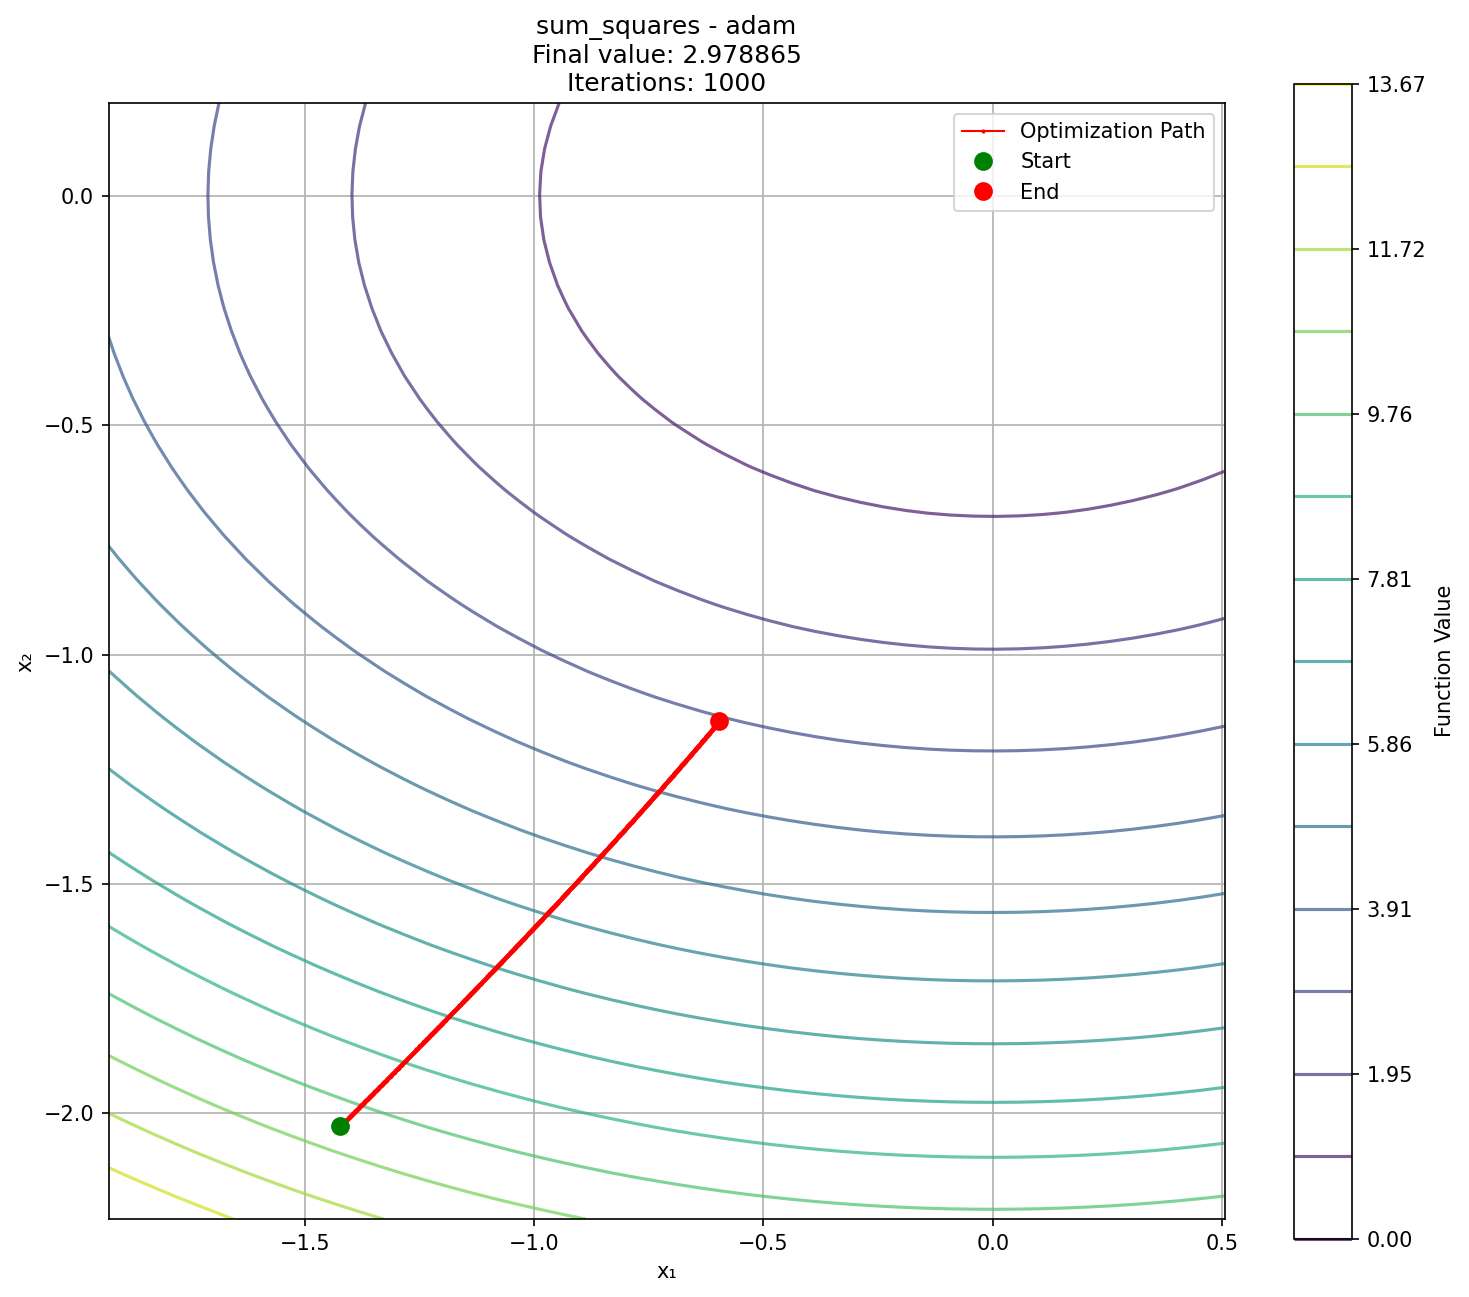 sum_squares - adam
Final value: 2.978865
Iterations: 1000
Optimization Path
Start
End
0.0
−0.5
−1.0
−1.5
−2.0
x₂
−1.5
−1.0
−0.5
0.0
0.5
x₁
13.67
11.72
9.76
7.81
5.86
3.91
1.95
0.00
Function Value